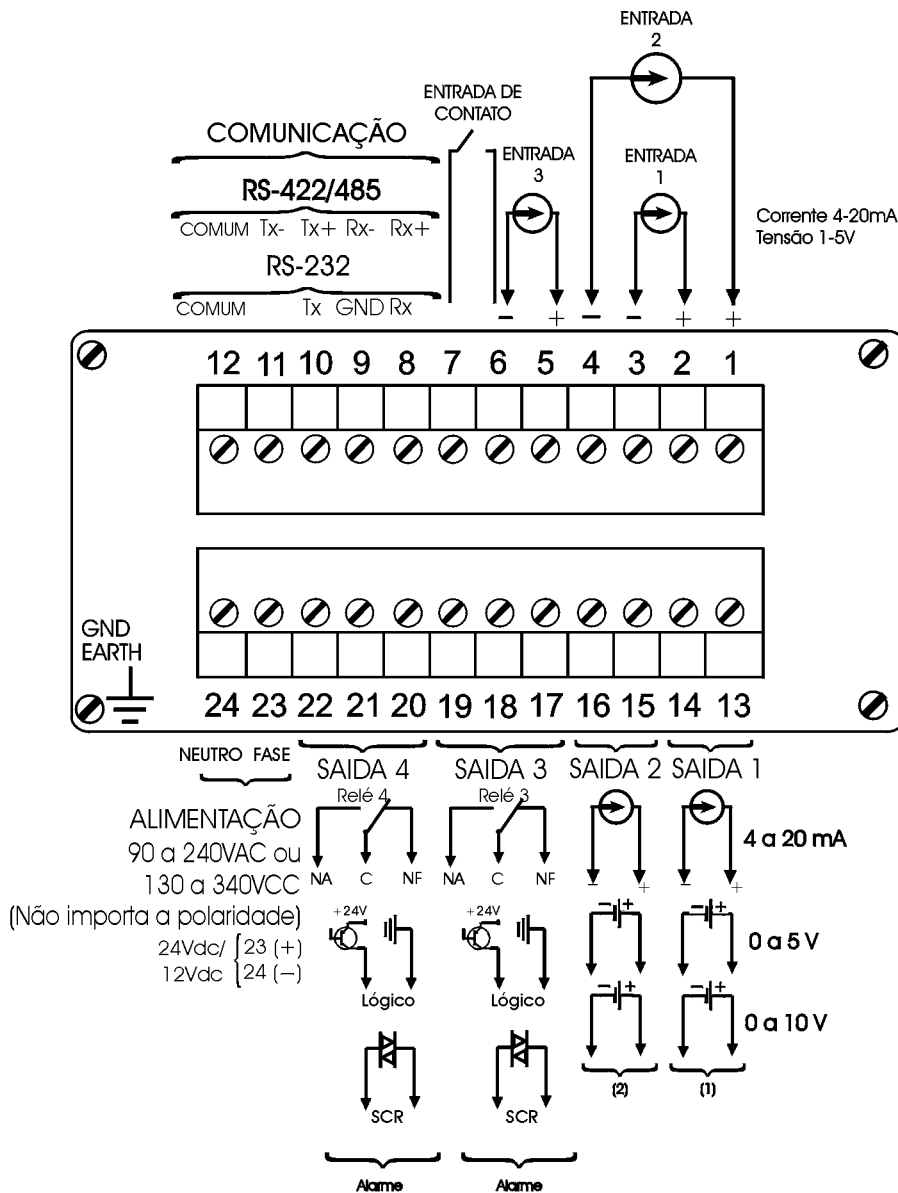 ENTRADA
2
ENTRADA DE
CONTATO
COMUNICAÇÃO
ENTRADA
3
ENTRADA
1
RS-422/485
COMUM Tx- Tx+ Rx- Rx+
Corrente 4-20mA
Tensão 1-5V
RS-232
COMUM Tx GND Rx
− + − − + +
12 11 10 9 8 7 6 5 4 3 2 1
GND
EARTH
24 23 22 21 20 19 18 17 16 15 14 13
NEUTRO FASE
SAIDA 4 SAIDA 3 SAIDA 2 SAIDA 1
Relé 4 Relé 3
ALIMENTAÇÃO
90 a 240VAC ou
130 a 340VCC
(Não importa a polaridade)
24Vdc/ { 23 (+)
12Vdc 24 (−)
4 a 20 mA
NA C NF NA C NF − + − +
+24V +24V
− + − +
0 a 5 V
Lógico Lógico
− + − +
0 a 10 V
(2) (1)
SCR SCR
Alarme Alarme